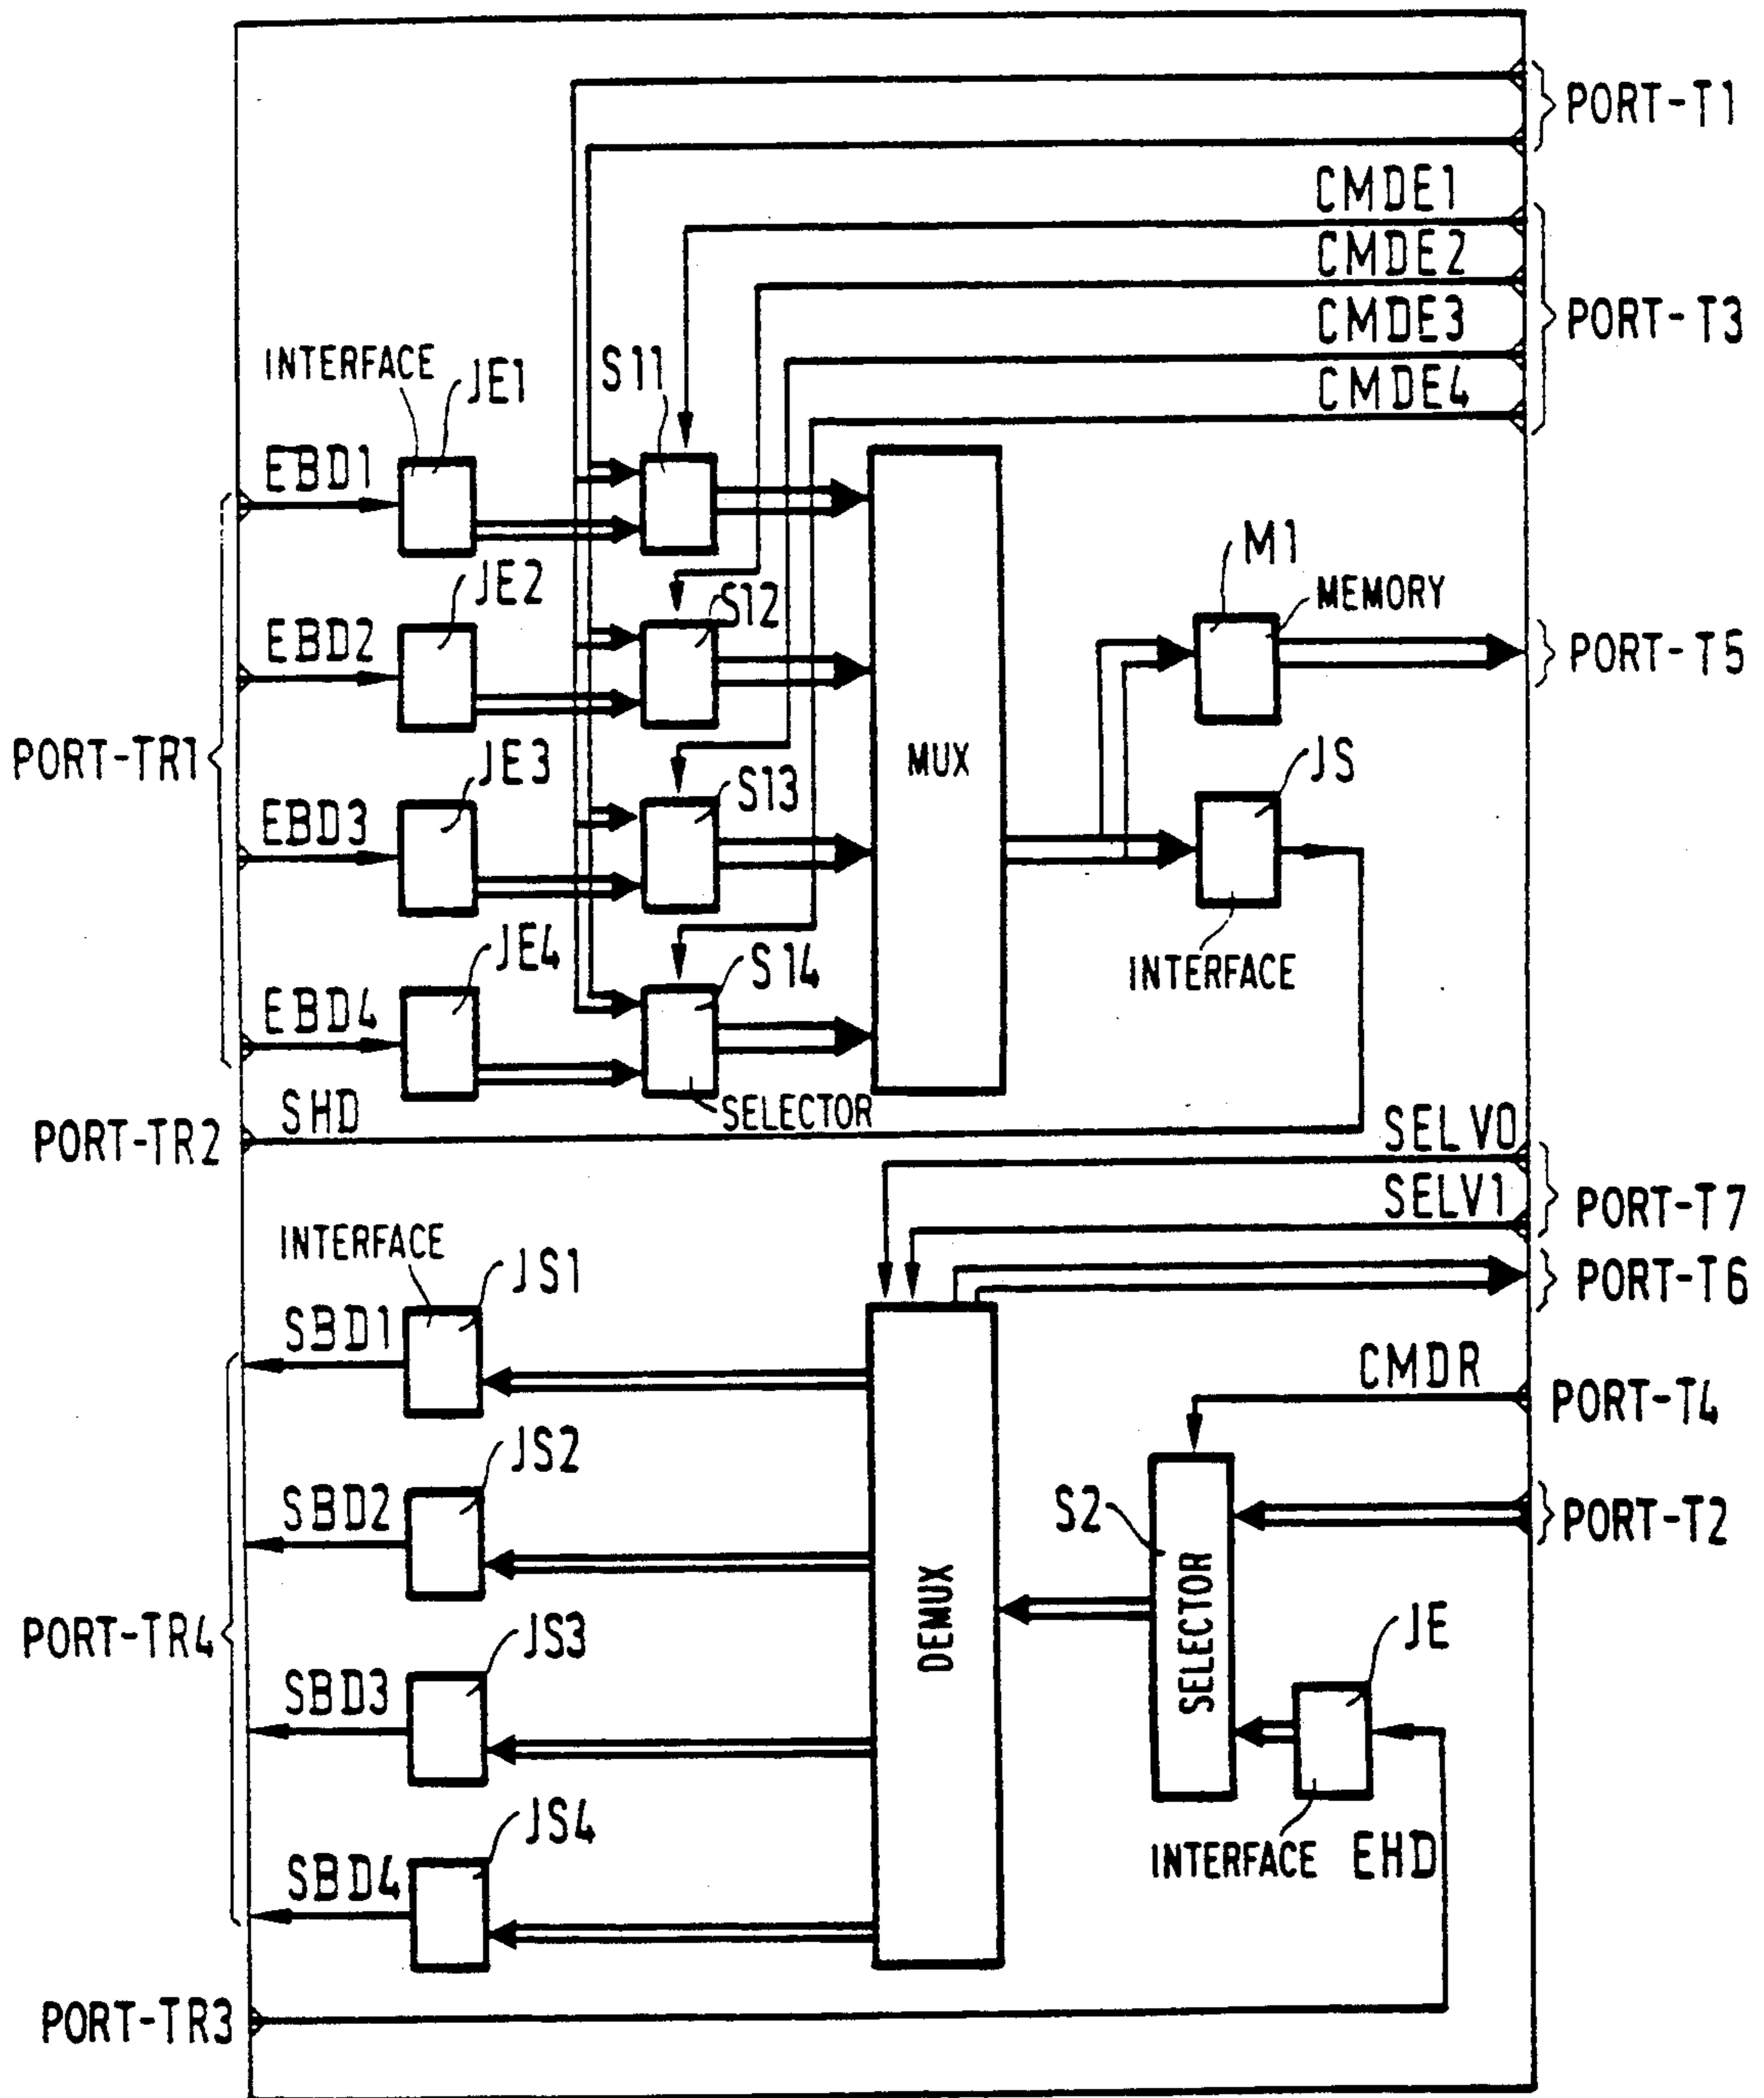 PORT-T1
CMDE1
CMDE2
CMDE3
PORT-T3
CMDE4
INTERFACE
JE1
S11
EBD1
M1
MEMORY
JE2
S12
EBD2
PORT-T5
PORT-TR1
JE3
S13
MUX
JS
EBD3
JE4
S14
INTERFACE
EBD4
SHD
SELECTOR
PORT-TR2
SELV0
SELV1
PORT-T7
INTERFACE
JS1
PORT-T6
SBD1
CMDR
PORT-T4
JS2
SBD2
S2
PORT-T2
DEMUX
SELECTOR
PORT-TR4
JS3
JE
SBD3
JS4
SBD4
INTERFACE
EHD
PORT-TR3